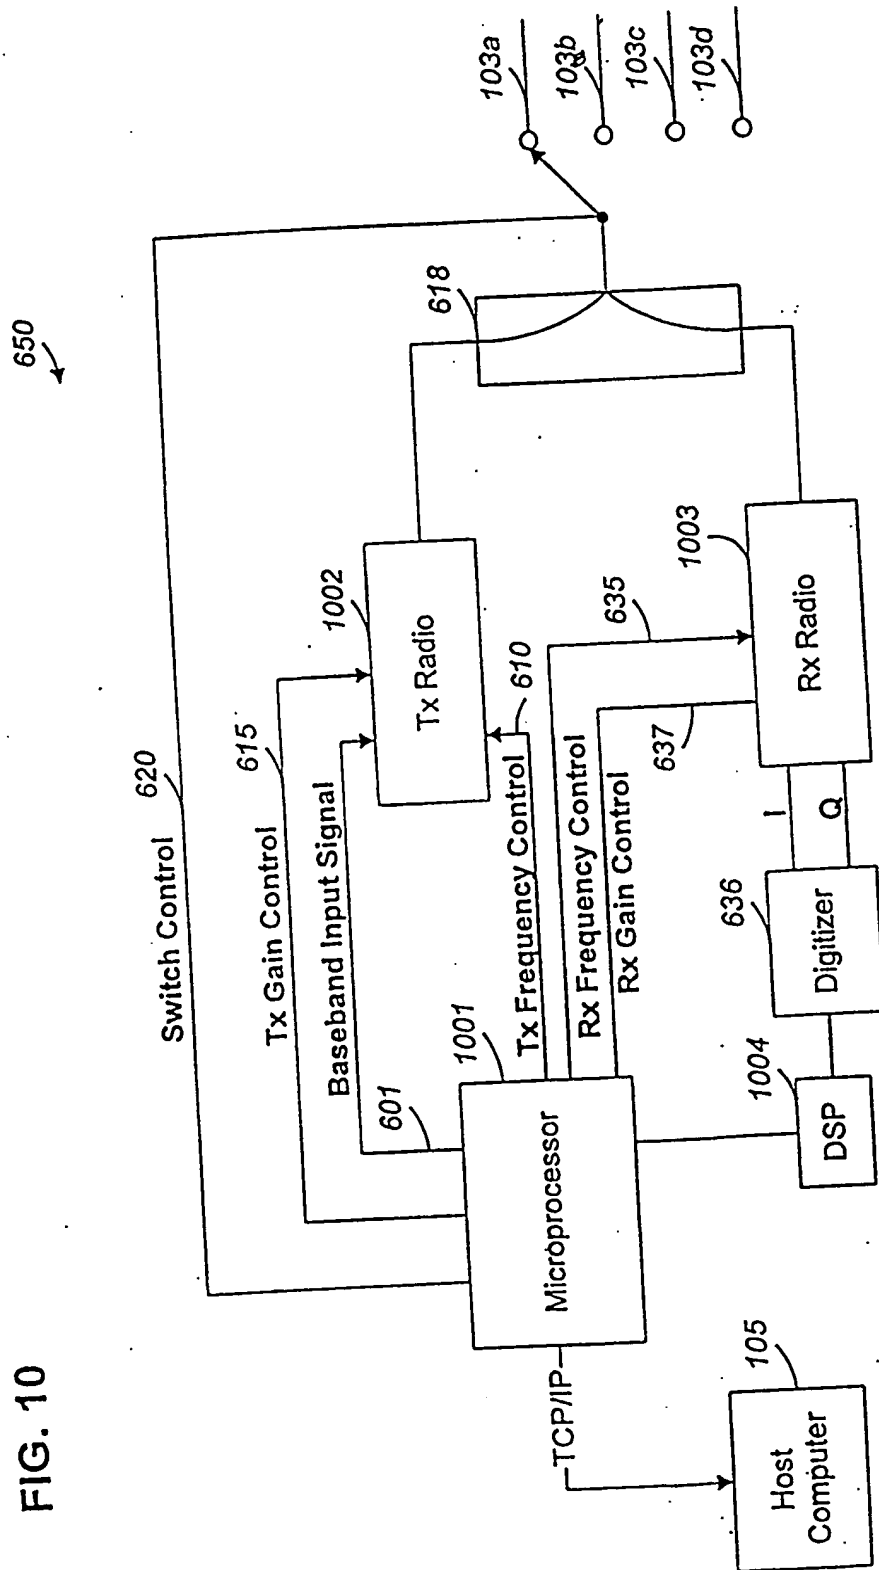 FIG. 10
650
Switch Control
620
Tx Gain Control
615
Baseband Input Signal
601
Tx Radio
1002
Tx Frequency Control
610
Rx Frequency Control
635
Rx Gain Control
637
618
103a
103b
103c
103d
Microprocessor
1001
Rx Radio
1003
I
Q
Digitizer
636
DSP
1004
TCP/IP
Host
Computer
105